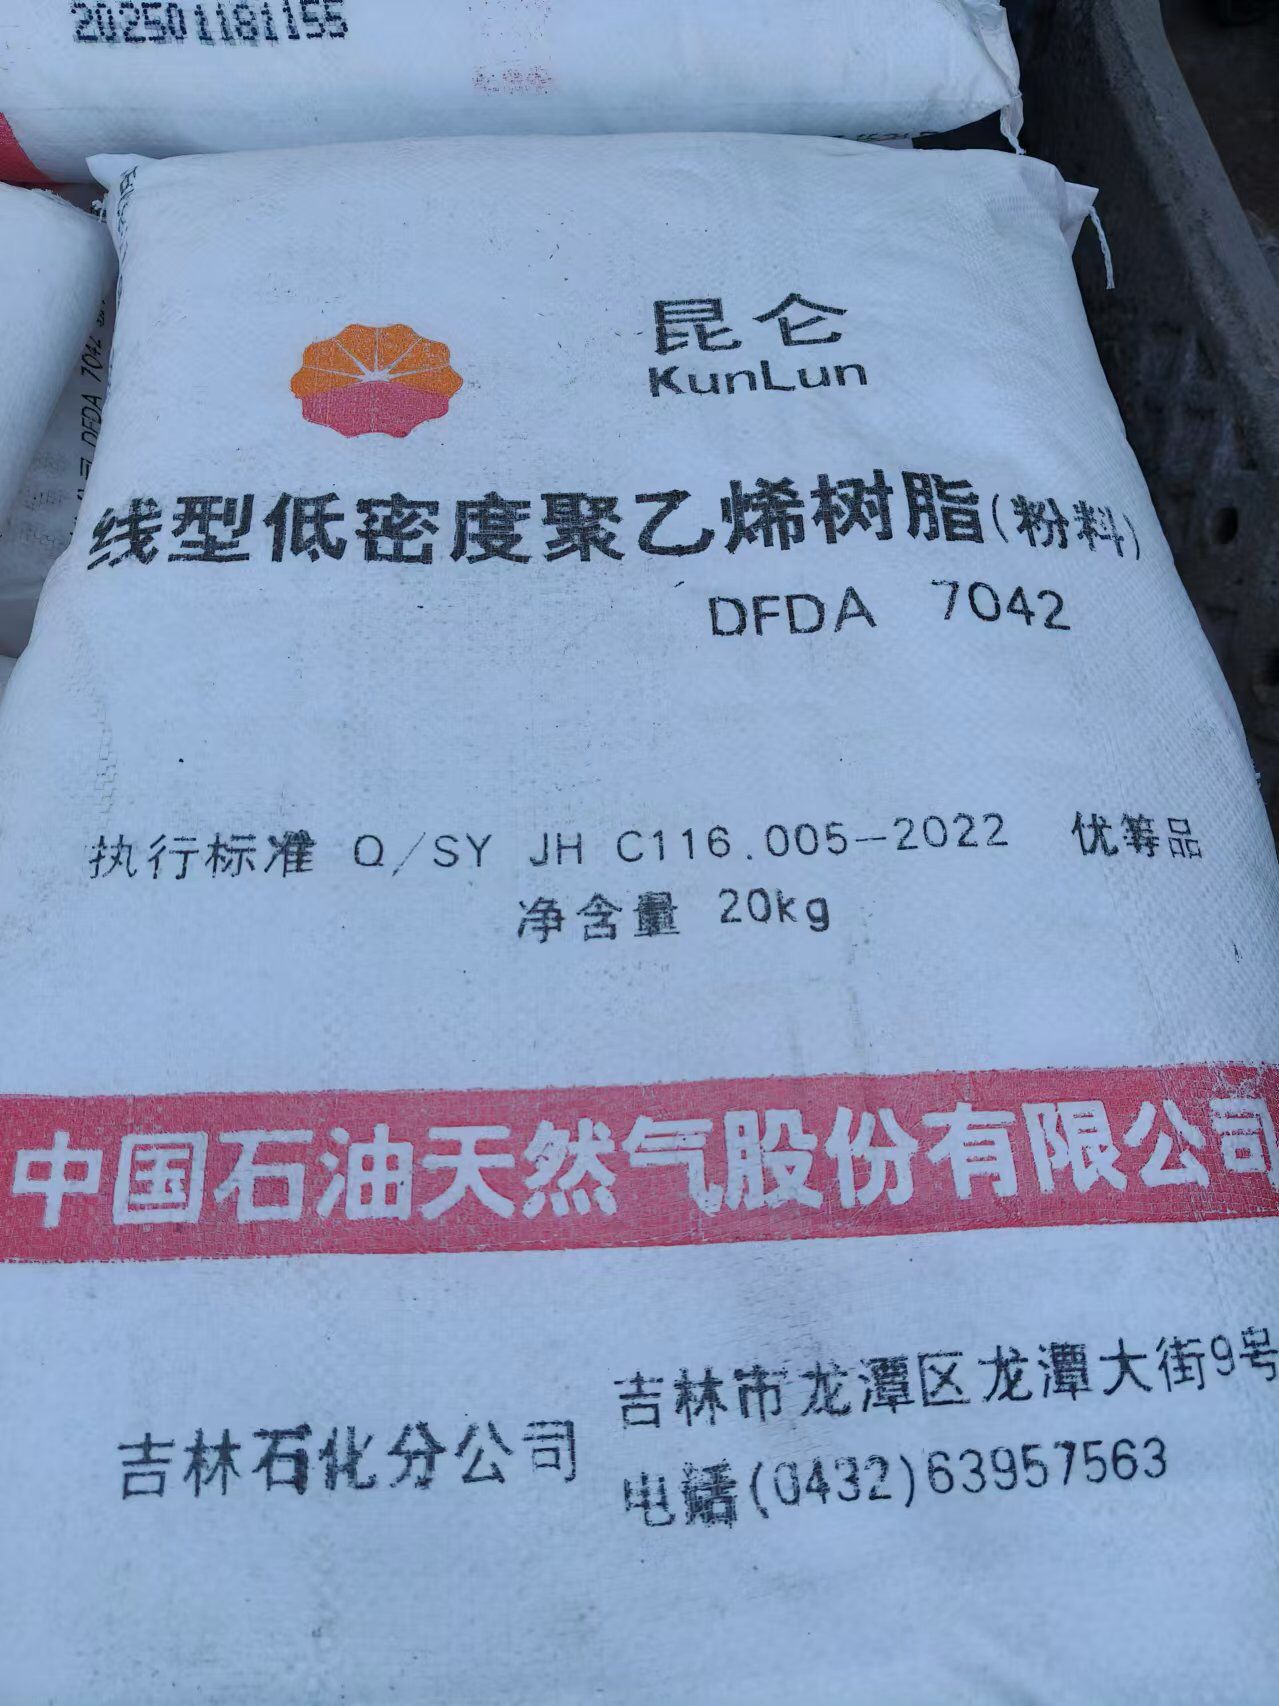 202501181155
昆仑
KunLun
线型低密度聚乙烯树脂(粉料)
DFDA 7042
DFDA 7042
执行标准 Q/SY JH C116.005-2022 优等品
净含量 20kg
中国石油天然气股份有限公司
吉林石化分公司
吉林市龙潭区龙潭大街9号
电话(0432)63957563